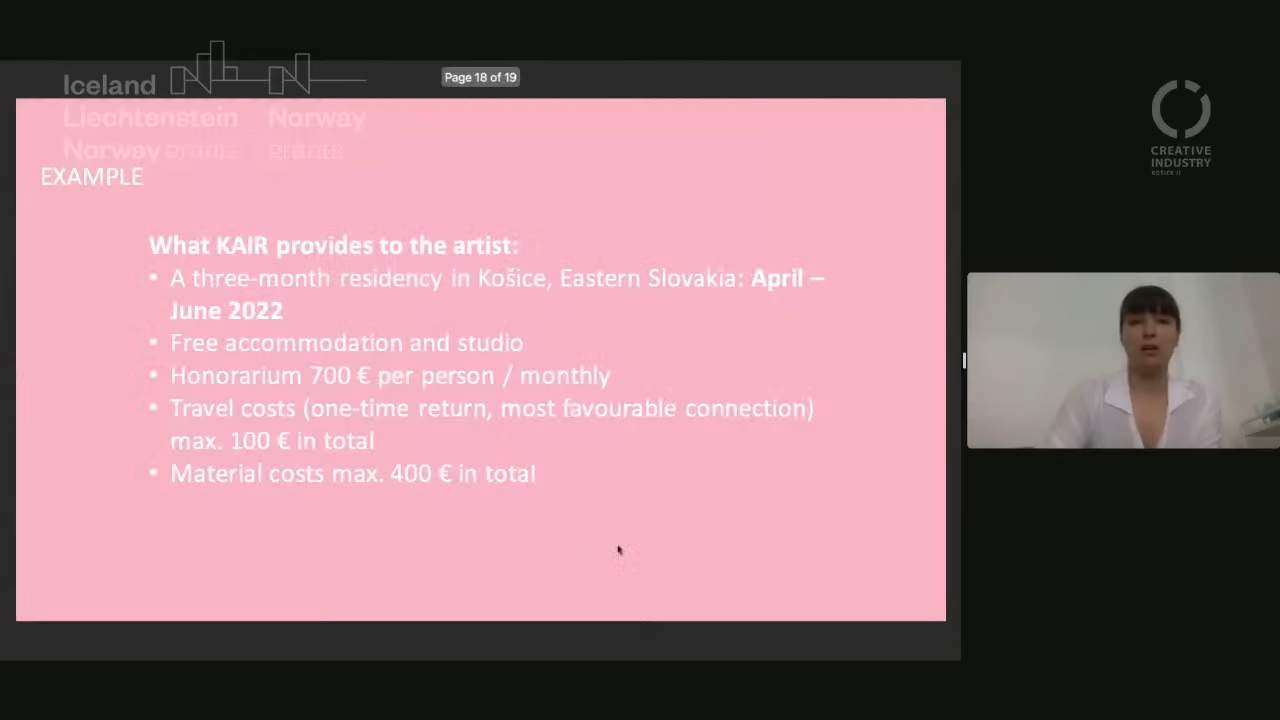 Page 18 of 19
Iceland
Liechtenstein Norway
Norway grants grants
EXAMPLE
What KAIR provides to the artist:
• A three-month residency in Košice, Eastern Slovakia: April –
June 2022
• Free accommodation and studio
• Honorarium 700 € per person / monthly
• Travel costs (one-time return, most favourable connection)
max. 100 € in total
• Material costs max. 400 € in total
CREATIVE
INDUSTRY
KOŠICE //